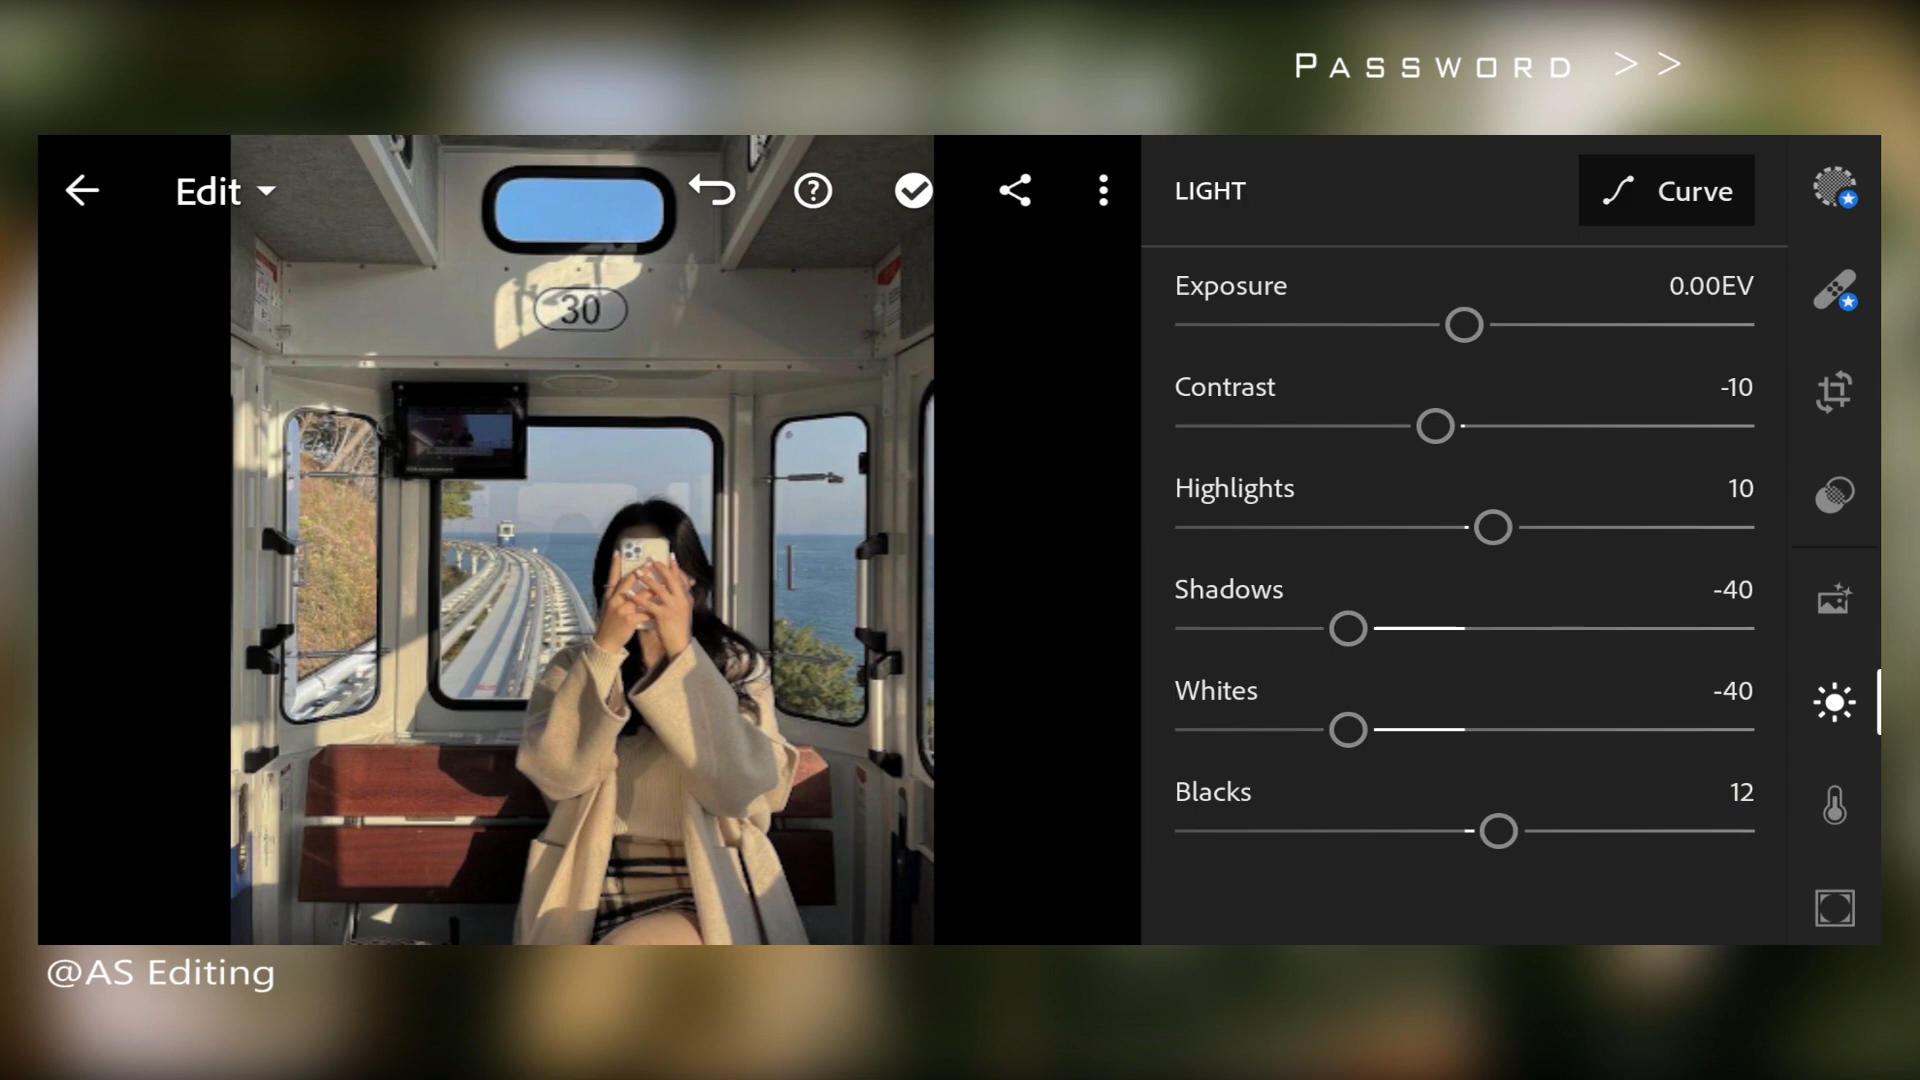 PASSWORD >>
Edit
LIGHT
Curve
Exposure 0.00EV
Contrast -10
Highlights 10
Shadows -40
Whites -40
Blacks 12
30
@AS Editing